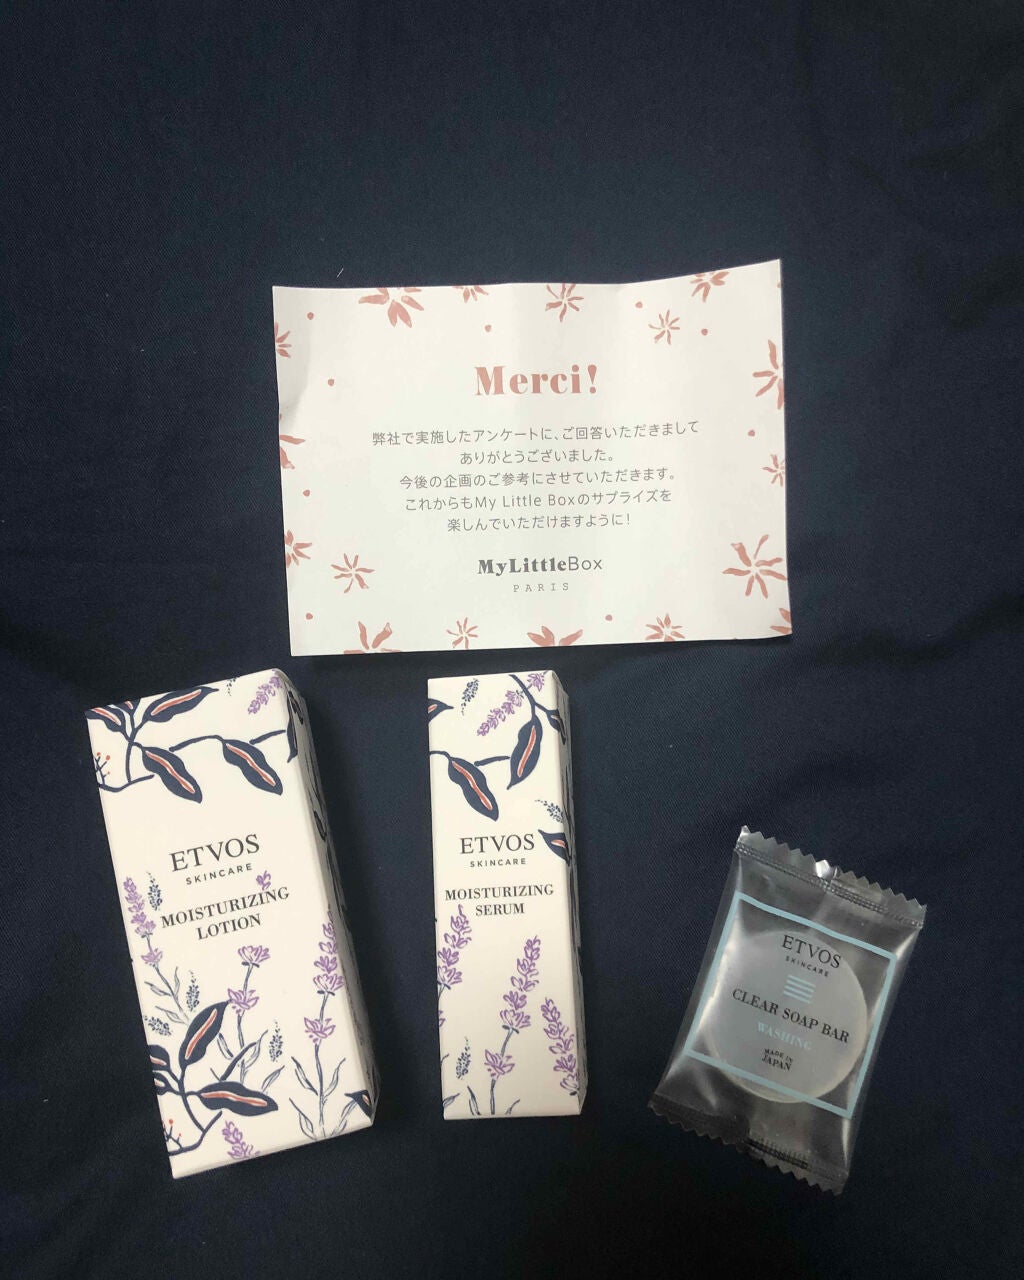 Merci!
弊社で実施したアンケートに、ご回答いただきまして
ありがとうございました。
今後の企画のご参考にさせていただきます。
これからもMy Little Boxのサプライズを
楽しんでいただけますように!
MyLittleBox
PARIS
ETVOS
SKINCARE
MOISTURIZING
LOTION
ETVOS
SKINCARE
MOISTURIZING
SERUM
ETVOS
SKINCARE
CLEAR SOAP BAR
WASHING
MADE IN
JAPAN